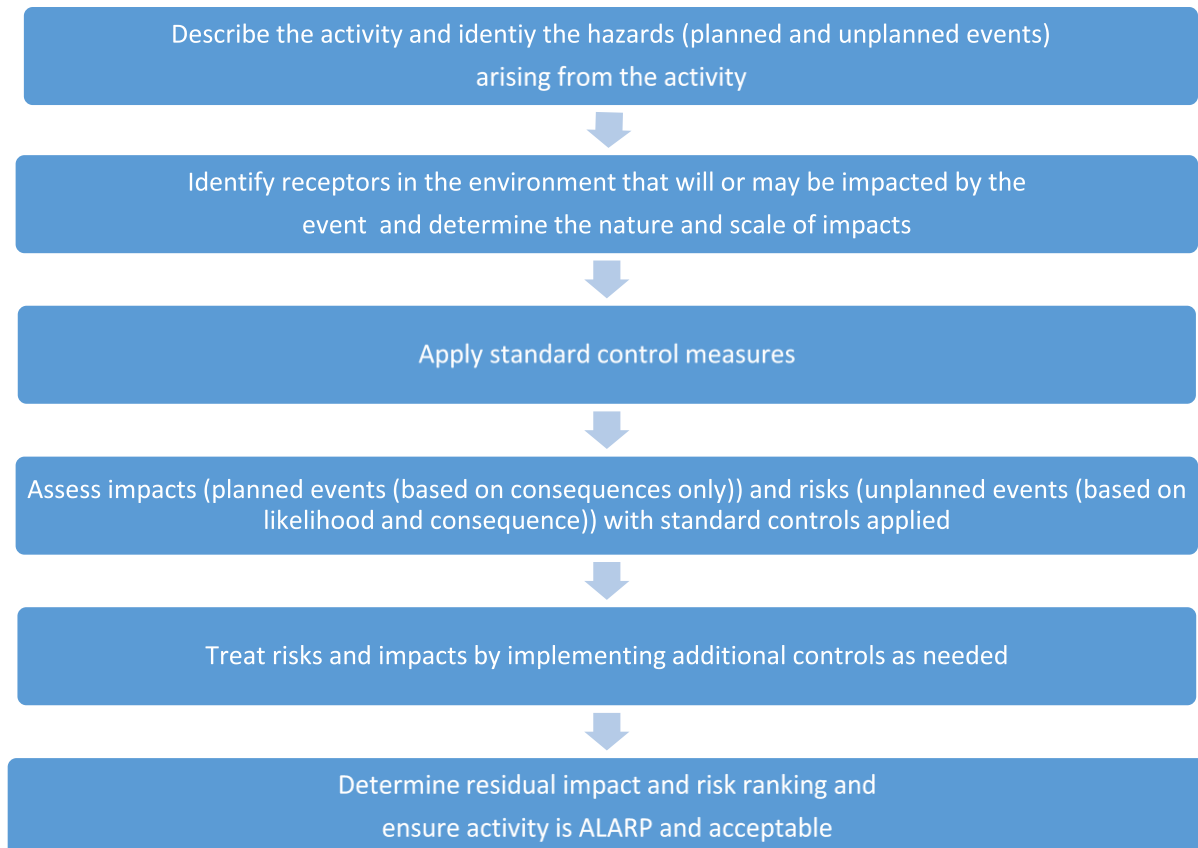 Describe the activity and identiy the hazards (planned and unplanned events)
arising from the activity
Identify receptors in the environment that will or may be impacted by the
event  and determine the nature and scale of impacts
Apply standard control measures
Assess impacts (planned events (based on consequences only)) and risks (unplanned events (based on
likelihood and consequence)) with standard controls applied
Treat risks and impacts by implementing additional controls as needed
Determine residual impact and risk ranking and
ensure activity is ALARP and acceptable